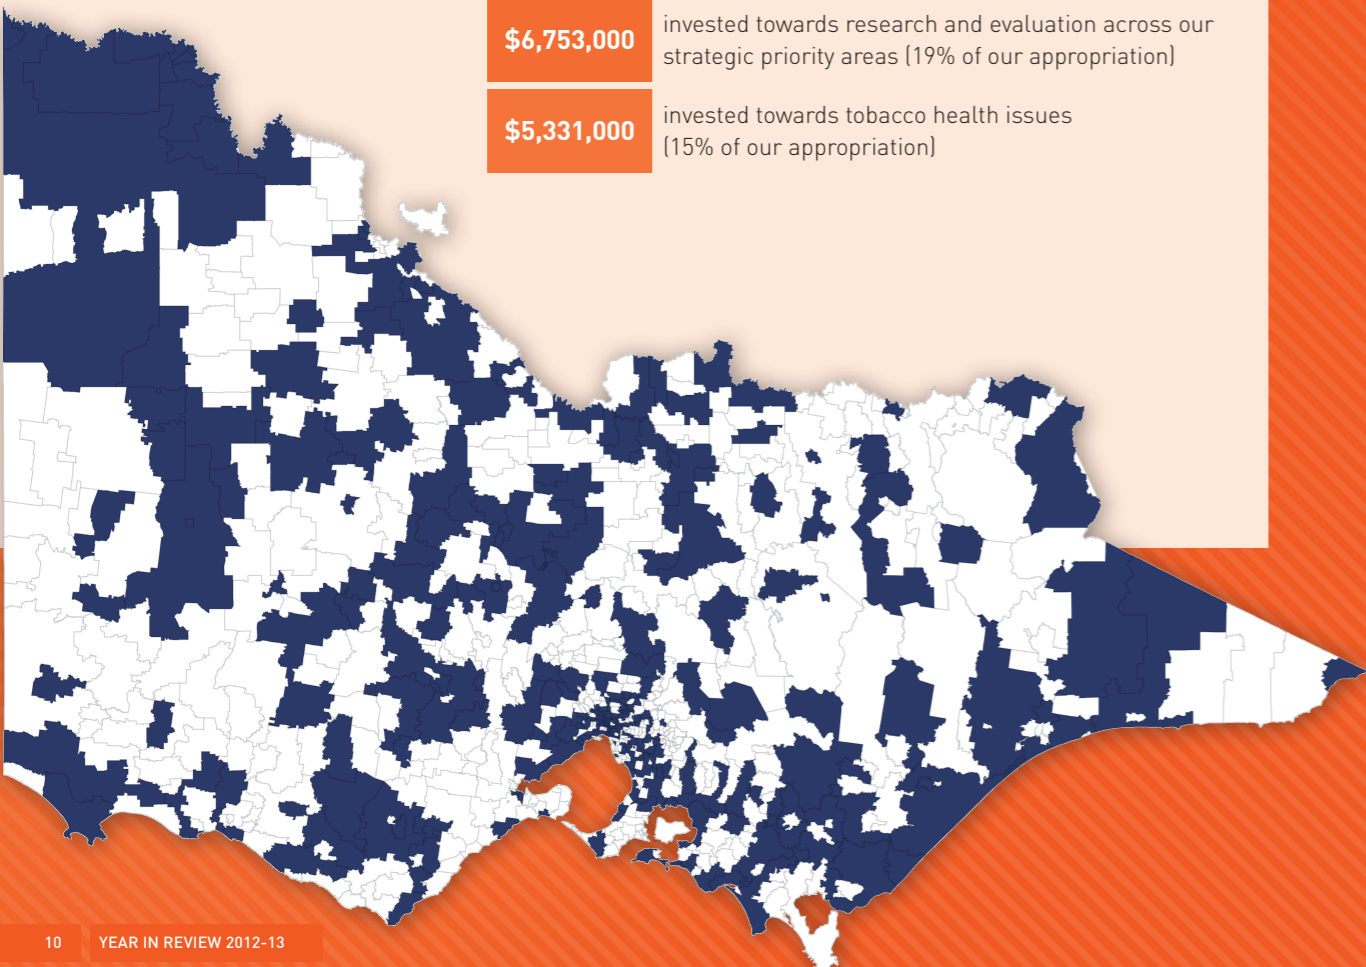 $6,753,000
invested towards research and evaluation across our
strategic priority areas (19% of our appropriation)
$5,331,000
invested towards tobacco health issues
(15% of our appropriation)
10
YEAR IN REVIEW 2012-13